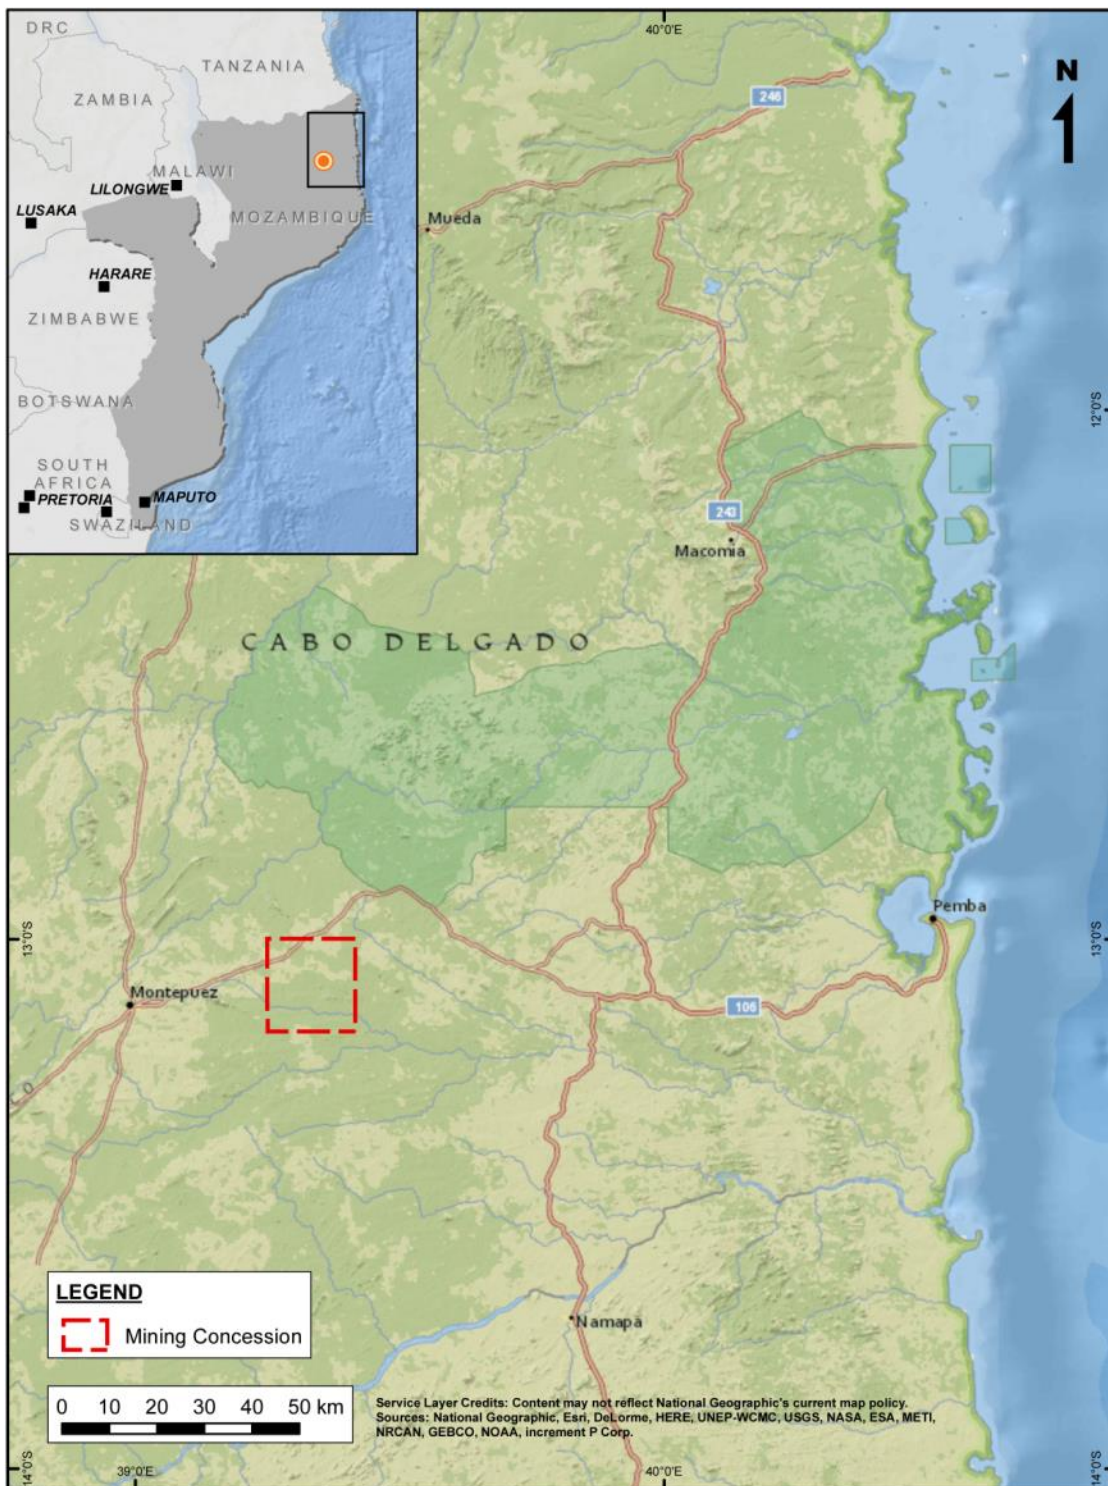 DRC
TANZANIA
ZAMBIA
MALAWI
LILONGWE
LUSAKA
MOZAMBIQUE
HARARE
ZIMBABWE
BOTSWANA
SOUTH
AFRICA
PRETORIA
MAPUTO
SWAZILAND
40°0'E
N
246
Mueda
12°0'S
243
Macomia
CABO DELGADO
Pemba
13°0'S
13°0'S
Montepuez
106
LEGEND
Mining Concession
Namapa
0 10 20 30 40 50 km
Service Layer Credits: Content may not reflect National Geographic's current map policy.
Sources: National Geographic, Esri, DeLorme, HERE, UNEP-WCMC, USGS, NASA, ESA, METI,
NRCAN, GEBCO, NOAA, increment P Corp.
14°0'S
39°0'E
40°0'E
14°0'S